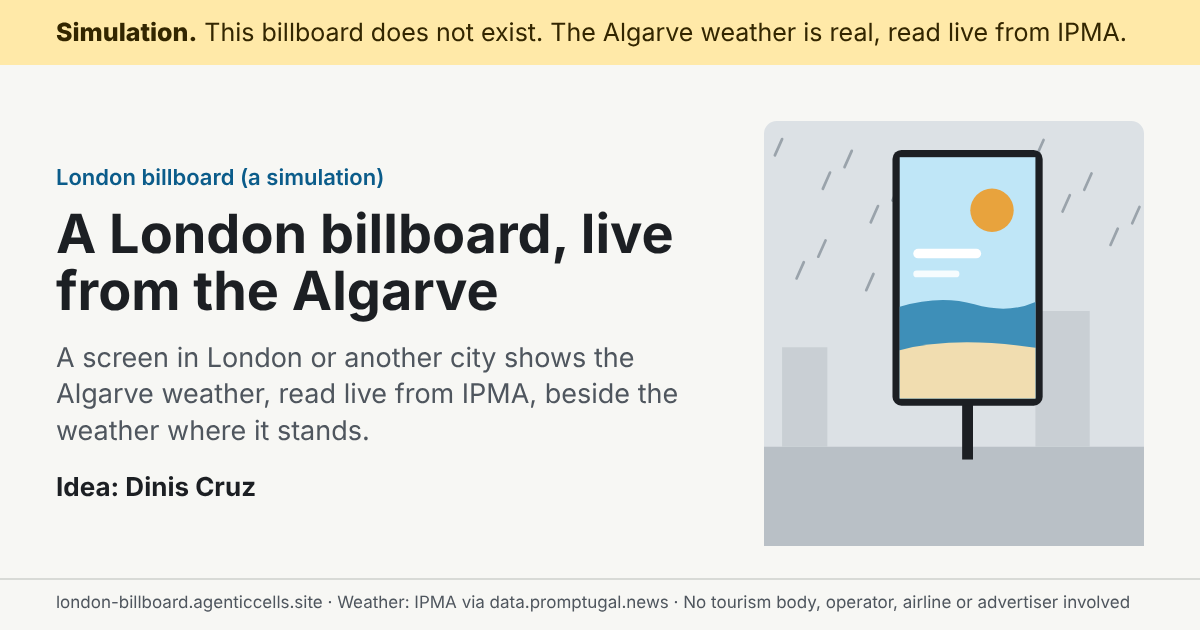 Simulation. This billboard does not exist. The Algarve weather is real, read live from IPMA.
London billboard (a simulation)
A London billboard, live
from the Algarve
A screen in London or another city shows the
Algarve weather, read live from IPMA, beside the
weather where it stands.
Idea: Dinis Cruz
london-billboard.agenticcells.site · Weather: IPMA via data.promptugal.news · No tourism body, operator, airline or advertiser involved